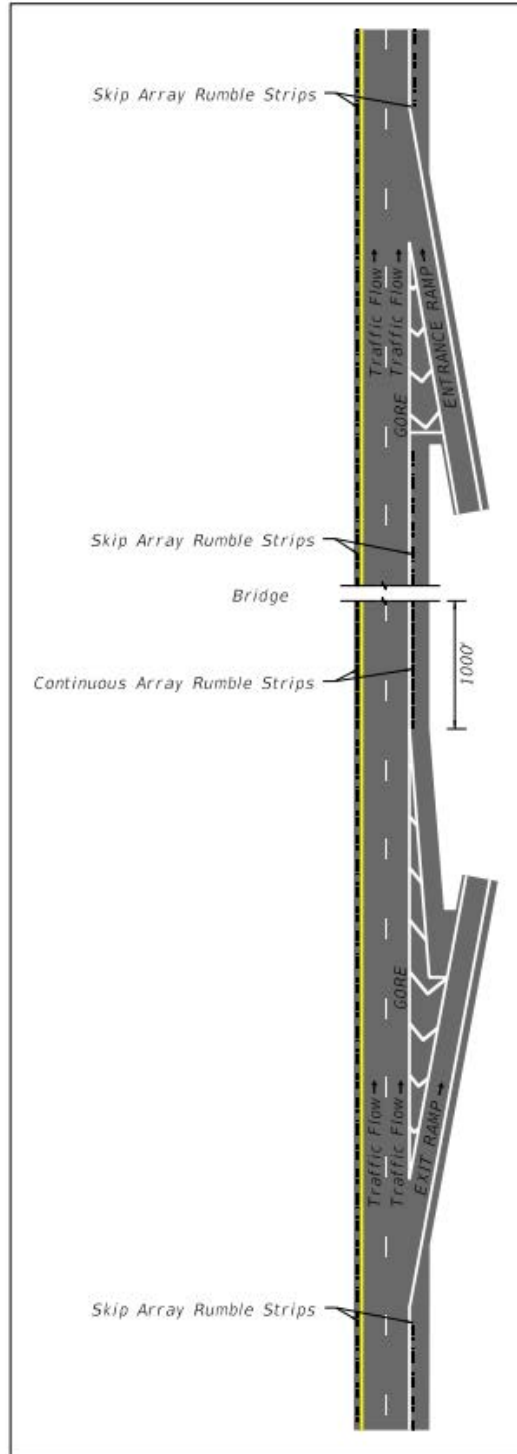 Skip Array Rumble Strips
Traffic Flow
Traffic Flow
ENTRANCE RAMP
GORE
Skip Array Rumble Strips
Bridge
Continuous Array Rumble Strips
1000'
GORE
Traffic Flow
Traffic Flow
EXIT RAMP
Skip Array Rumble Strips